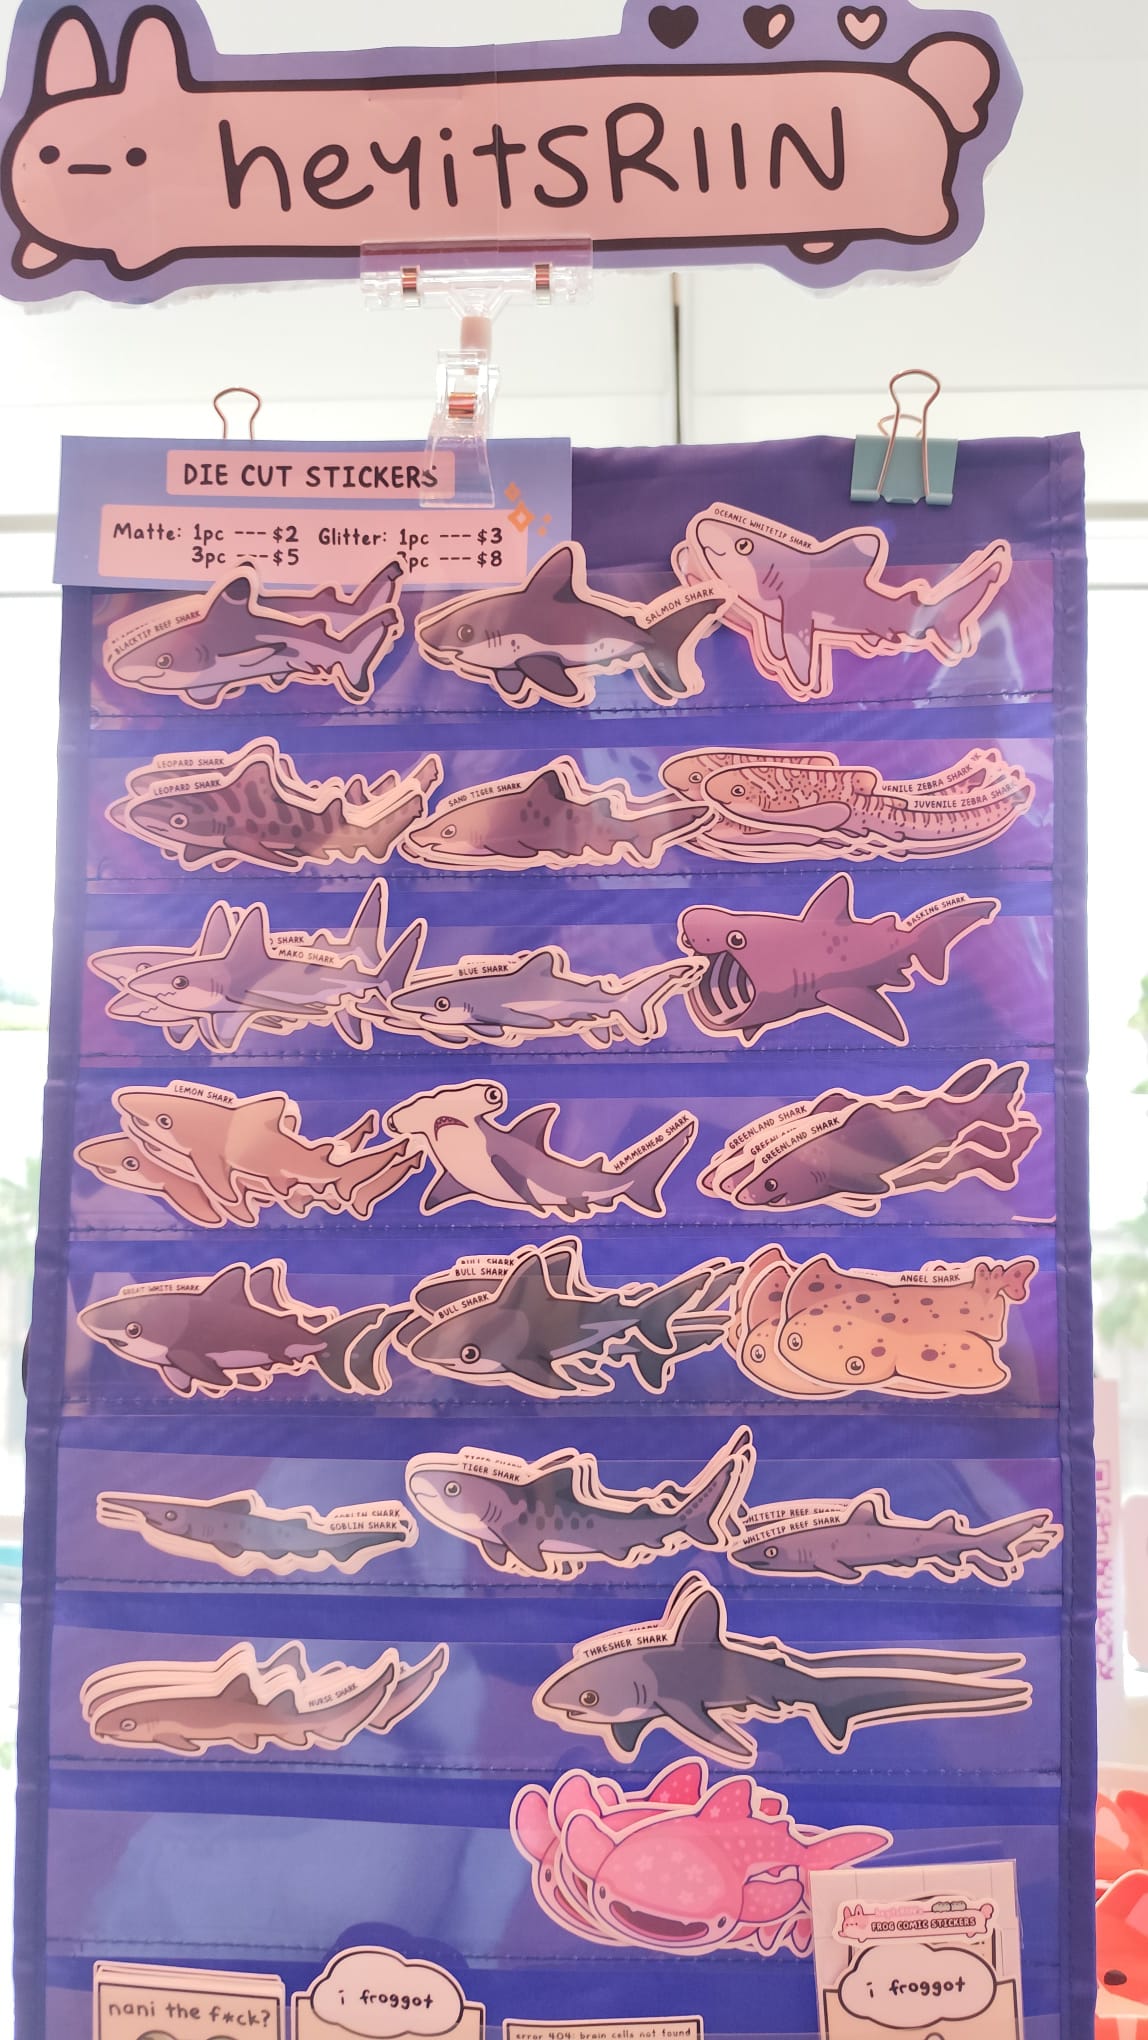 heyitsRIIN
DIE CUT STICKERS
Matte: 1pc --- $2 Glitter: 1pc --- $3
3pc --- $5 pc --- $8
OCEANIC WHITETIP SHARK
BLACKTIP REEF SHARK
SALMON SHARK
LEOPARD SHARK
LEOPARD SHARK
SAND TIGER SHARK
VENILE ZEBRA SHARK
JUVENILE ZEBRA SHARK
O SHARK
MAKO SHARK
BLUE SHARK
BASKING SHARK
LEMON SHARK
HAMMERHEAD SHARK
GREENLAND SHARK
GREENLAND SHARK
GREAT WHITE SHARK
BULL SHARK
BULL SHARK
BULL SHARK
ANGEL SHARK
GOBLIN SHARK
GOBLIN SHARK
TIGER SHARK
TIGER SHARK
WHITETIP REEF SHARK
WHITETIP REEF SHARK
THRESHER SHARK
NURSE SHARK
heyitsRIIN's
FROG COMIC STICKERS
nani the f*ck?
i froggot
i froggot
error 404: brain cells not found